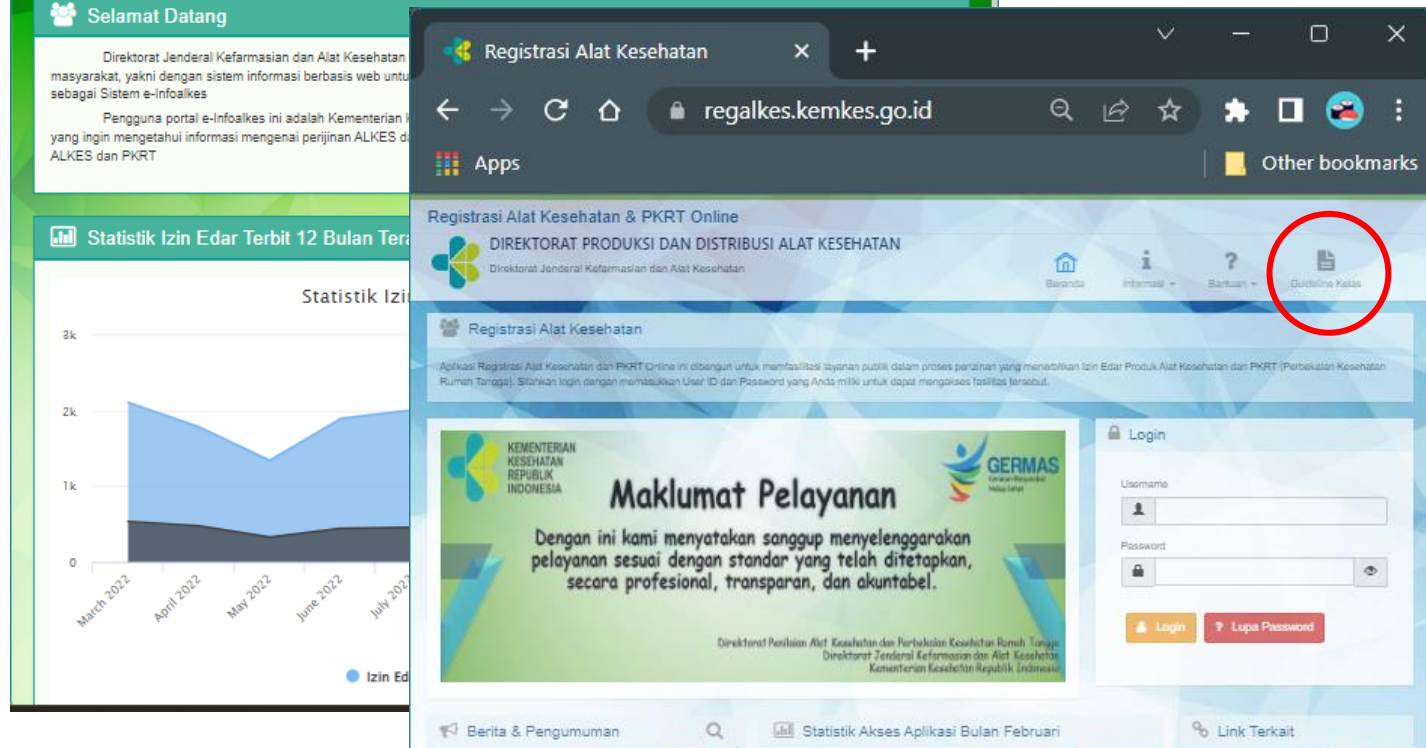 Selamat Datang
Direktorat Jenderal Kefarmasian dan Alat Kesehatan
masyarakat, yakni dengan sistem informasi berbasis web untu
sebagai Sistem e-Infoalkes
Pengguna portal e-Infoalkes ini adalah Kementerian
yang ingin mengetahui informasi mengenai perijinan ALKES da
ALKES dan PKRT
Statistik Izin Edar Terbit 12 Bulan Tera
Statistik Izi
3k
2k
1k
0
March 2022
April 2022
May 2022
June 2022
July 202
Izin Ed
Registrasi Alat Kesehatan
regalkes.kemkes.go.id
Apps
Other bookmarks
Registrasi Alat Kesehatan & PKRT Online
DIREKTORAT PRODUKSI DAN DISTRIBUSI ALAT KESEHATAN
Direktorat Jenderal Kefarmasian dan Alat Kesehatan
Beranda
Informasi
Bantuan
Guideline Kelas
Registrasi Alat Kesehatan
Aplikasi Registrasi Alat Kesehatan dan PKRT Online ini dibangun untuk memfasilitasi layanan publik dalam proses perizinan yang menerbitkan Izin Edar Produk Alat Kesehatan dan PKRT (Perbekalan Kesehatan
Rumah Tangga). Silahkan login dengan memasukkan User ID dan Password yang Anda miliki untuk dapat mengakses fasilitas tersebut.
KEMENTERIAN
KESEHATAN
REPUBLIK
INDONESIA
GERMAS
Gerakan Masyarakat
Hidup Sehat
Maklumat Pelayanan
Dengan ini kami menyatakan sanggup menyelenggarakan
pelayanan sesuai dengan standar yang telah ditetapkan,
secara profesional, transparan, dan akuntabel.
Direktorat Penilaian Alat Kesehatan dan Perbekalan Kesehatan Rumah Tangga
Direktorat Jenderal Kefarmasian dan Alat Kesehatan
Kementerian Kesehatan Republik Indonesia
Login
Username
Password
Login
? Lupa Password
Berita & Pengumuman
Statistik Akses Aplikasi Bulan Februari
Link Terkait